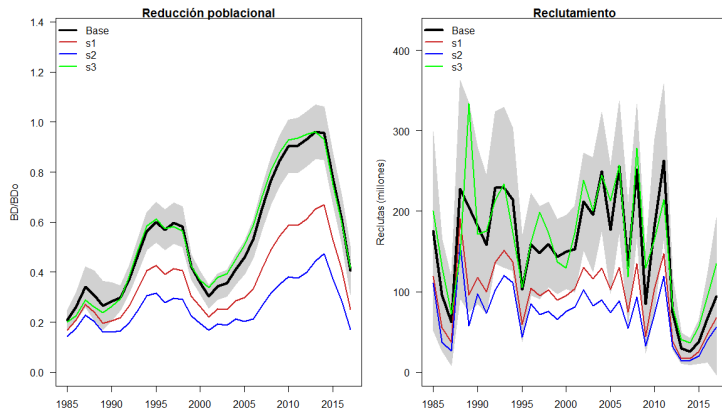 Reducción poblacional
Base
s1
s2
s3
BD/BDo
1.4
1.2
1.0
0.8
0.6
0.4
0.2
0.0
1985 1990 1995 2000 2005 2010 2015
Reclutamiento
Base
s1
s2
s3
Reclutas (millones)
400
300
200
100
0
1985 1990 1995 2000 2005 2010 2015